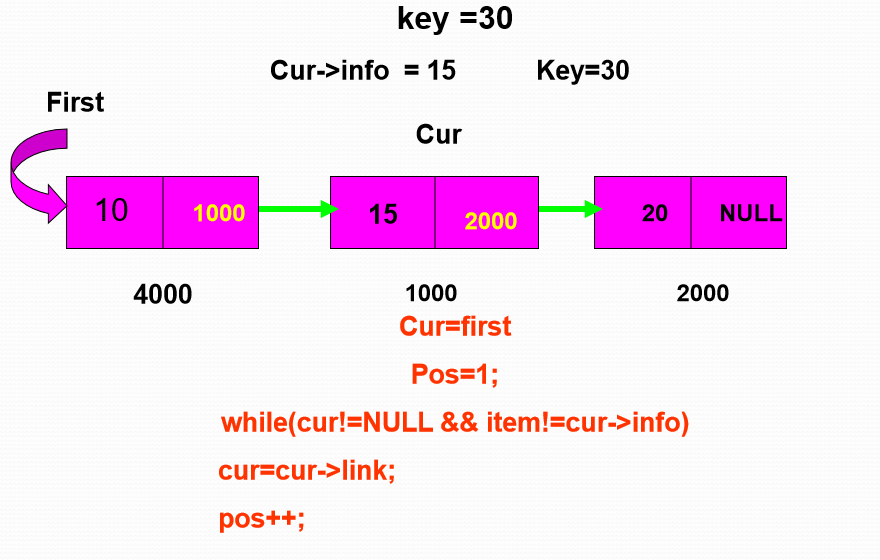 key =30
Cur->info = 15 Key=30
First
Cur
10 1000 15 2000 20 NULL
4000 1000 2000
Cur=first
Pos=1;
while(cur!=NULL && item!=cur->info)
cur=cur->link;
pos++;